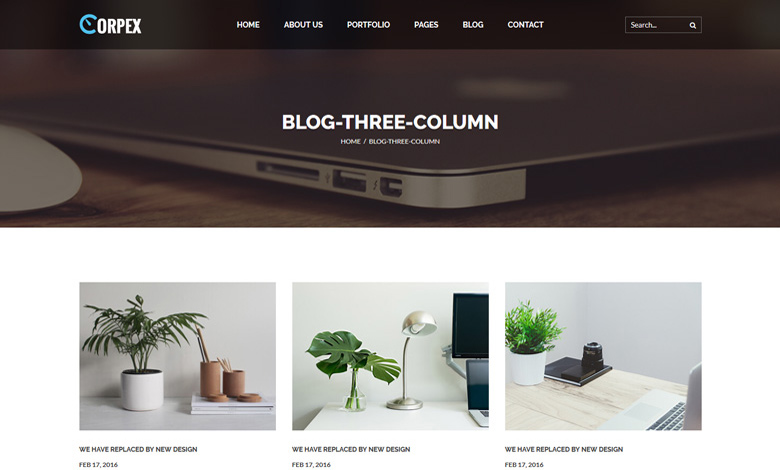 CORPEX
HOME ABOUT US PORTFOLIO PAGES BLOG CONTACT Search...
BLOG-THREE-COLUMN
HOME / BLOG-THREE-COLUMN
WE HAVE REPLACED BY NEW DESIGN
FEB 17, 2016
WE HAVE REPLACED BY NEW DESIGN
FEB 17, 2016
WE HAVE REPLACED BY NEW DESIGN
FEB 17, 2016